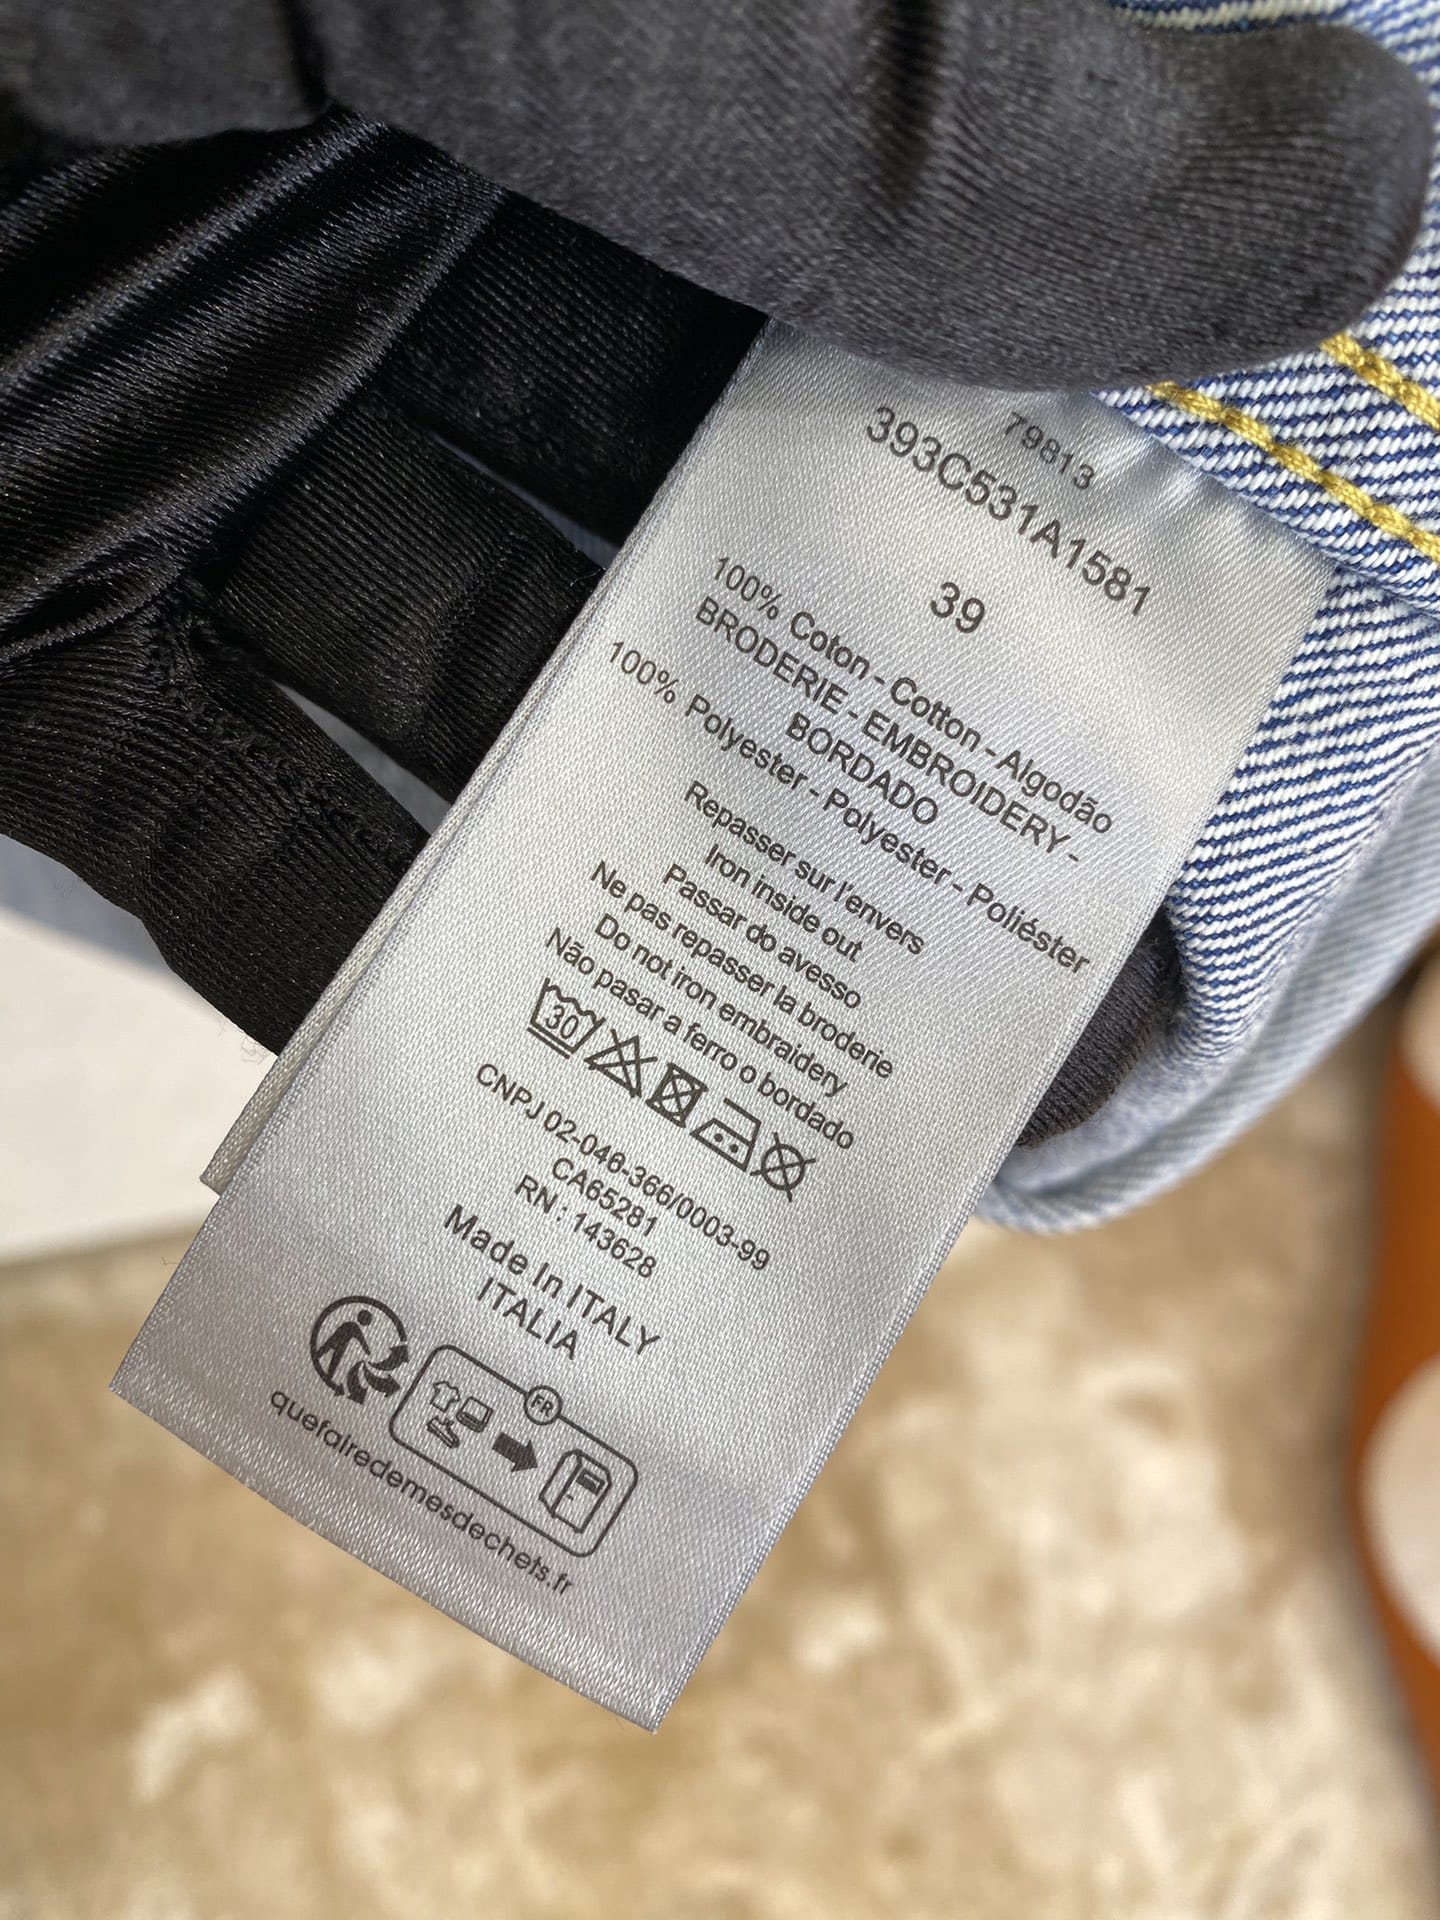 79813
393C531A1581
39
100% Coton - Cotton - Algodão
BRODERIE - EMBROIDERY -
BORDADO
100% Polyester - Polyester - Poliéster
Repasser sur l'envers
Iron inside out
Passar do avesso
Ne pas repasser la broderie
Do not iron embraidery
Não pasar a ferro o bordado
30
CNPJ 02-046-366/0003-99
CA65281
RN : 143628
Made In ITALY
ITALIA
FR
quefairedemesdechets.fr